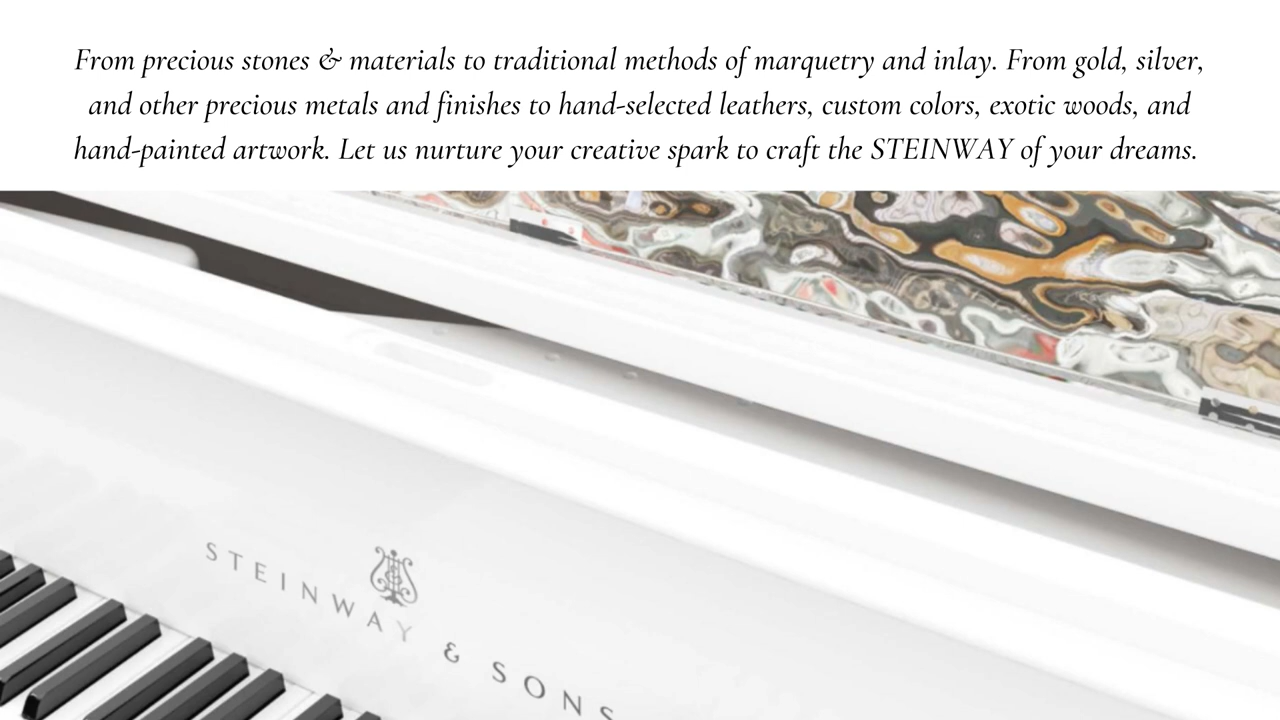 From precious stones & materials to traditional methods of marquetry and inlay. From gold, silver,
and other precious metals and finishes to hand-selected leathers, custom colors, exotic woods, and
hand-painted artwork. Let us nurture your creative spark to craft the STEINWAY of your dreams.
STEINWAY & SONS